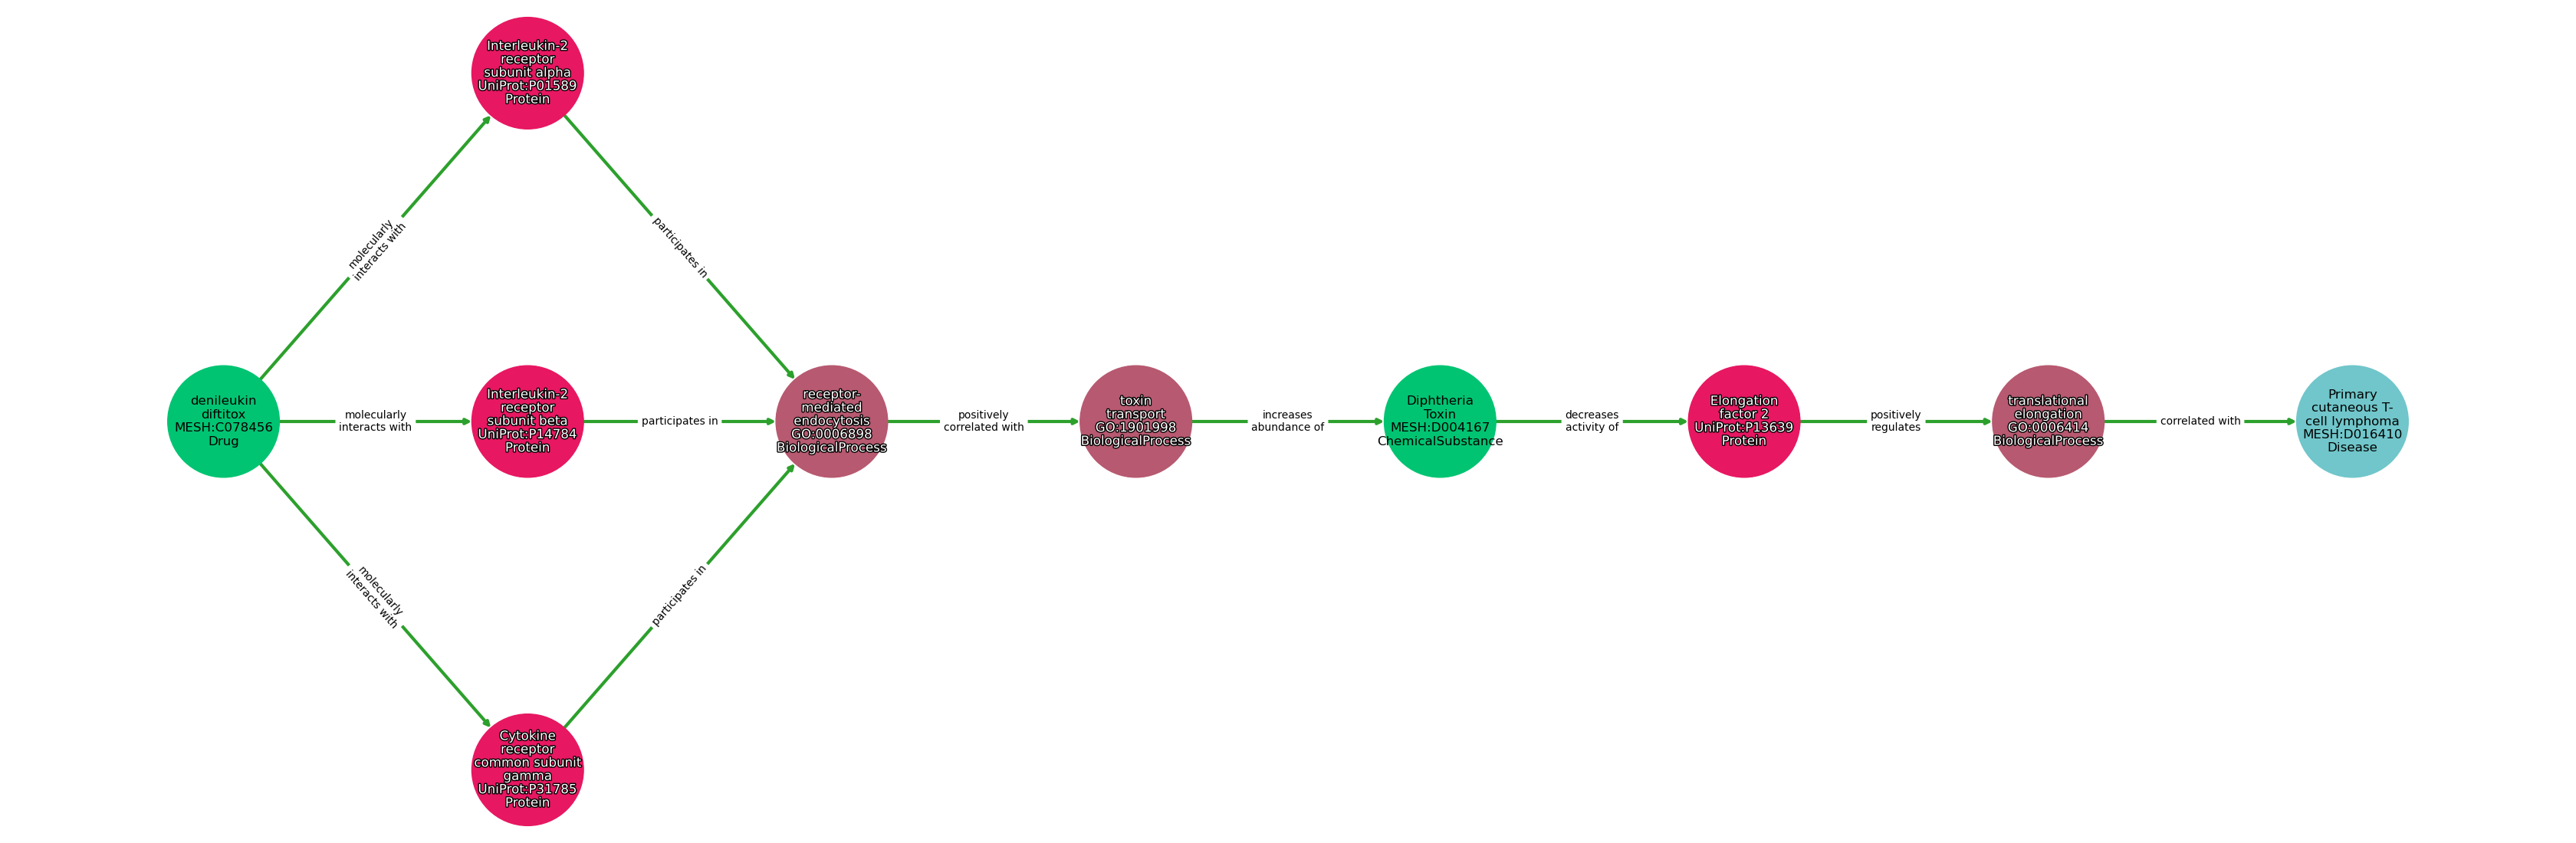 Interleukin-2
receptor
subunit alpha
UniProt:P01589
Protein
molecularly
interacts with
participates in
denileukin
diftitox
MESH:C078456
Drug
molecularly
interacts with
Interleukin-2
receptor
subunit beta
UniProt:P14784
Protein
participates in
receptor-
mediated
endocytosis
GO:0006898
BiologicalProcess
positively
correlated with
toxin
transport
GO:1901998
BiologicalProcess
increases
abundance of
Diphtheria
Toxin
MESH:D004167
ChemicalSubstance
decreases
activity of
Elongation
factor 2
UniProt:P13639
Protein
positively
regulates
translational
elongation
GO:0006414
BiologicalProcess
correlated with
Primary
cutaneous T-
cell lymphoma
MESH:D016410
Disease
molecularly
interacts with
participates in
Cytokine
receptor
common subunit
gamma
UniProt:P31785
Protein